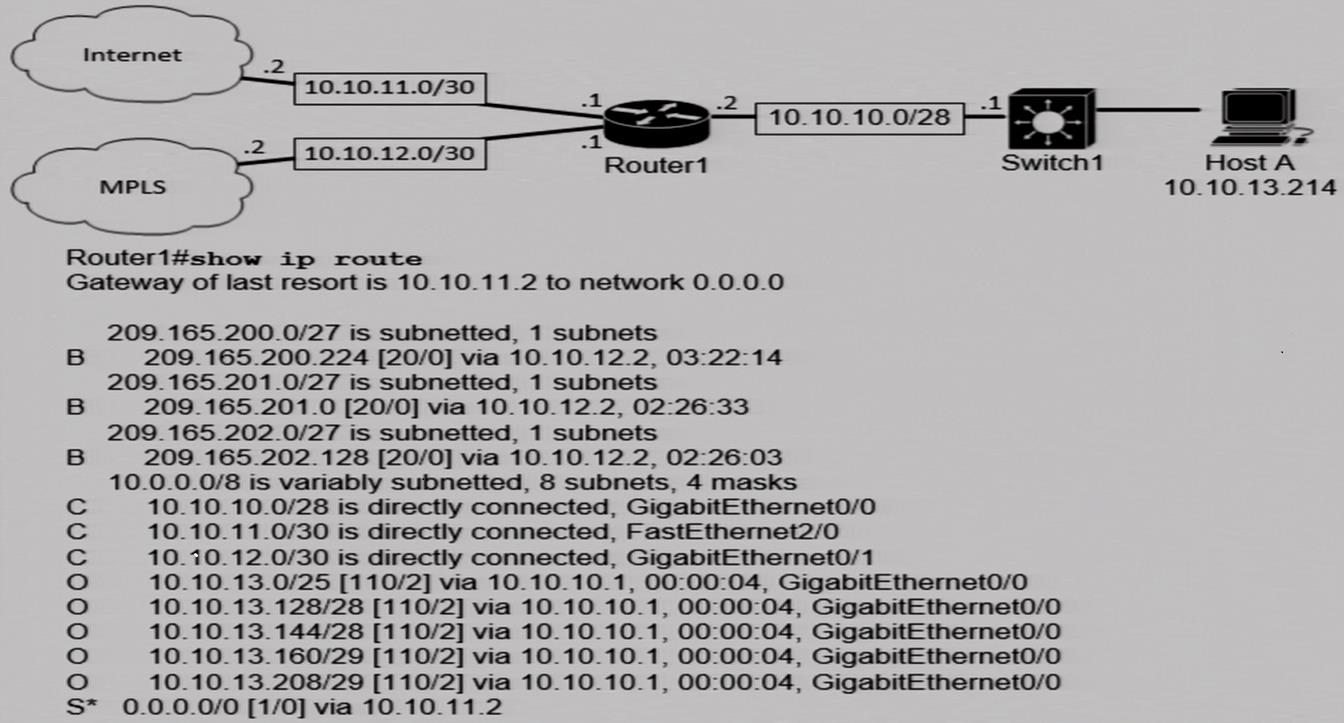 Internet
.2
10.10.11.0/30
.1
.2
10.10.10.0/28
.1
.2
10.10.12.0/30
.1
MPLS
Router1
Switch1
Host A
10.10.13.214
Router1#show ip route
Gateway of last resort is 10.10.11.2 to network 0.0.0.0
209.165.200.0/27 is subnetted, 1 subnets
B 209.165.200.224 [20/0] via 10.10.12.2, 03:22:14
209.165.201.0/27 is subnetted, 1 subnets
B 209.165.201.0 [20/0] via 10.10.12.2, 02:26:33
209.165.202.0/27 is subnetted, 1 subnets
B 209.165.202.128 [20/0] via 10.10.12.2, 02:26:03
10.0.0.0/8 is variably subnetted, 8 subnets, 4 masks
C 10.10.10.0/28 is directly connected, GigabitEthernet0/0
C 10.10.11.0/30 is directly connected, FastEthernet2/0
C 10.10.12.0/30 is directly connected, GigabitEthernet0/1
O 10.10.13.0/25 [110/2] via 10.10.10.1, 00:00:04, GigabitEthernet0/0
O 10.10.13.128/28 [110/2] via 10.10.10.1, 00:00:04, GigabitEthernet0/0
O 10.10.13.144/28 [110/2] via 10.10.10.1, 00:00:04, GigabitEthernet0/0
O 10.10.13.160/29 [110/2] via 10.10.10.1, 00:00:04, GigabitEthernet0/0
O 10.10.13.208/29 [110/2] via 10.10.10.1, 00:00:04, GigabitEthernet0/0
S* 0.0.0.0/0 [1/0] via 10.10.11.2